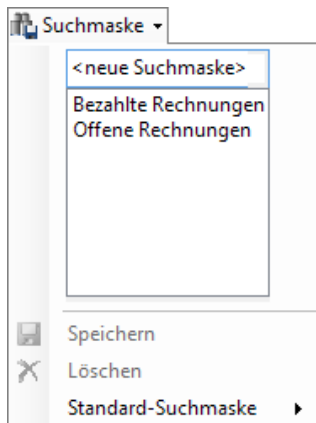 Suchmaske
<neue Suchmaske>
Bezahlte Rechnungen
Offene Rechnungen
Speichern
Löschen
Standard-Suchmaske